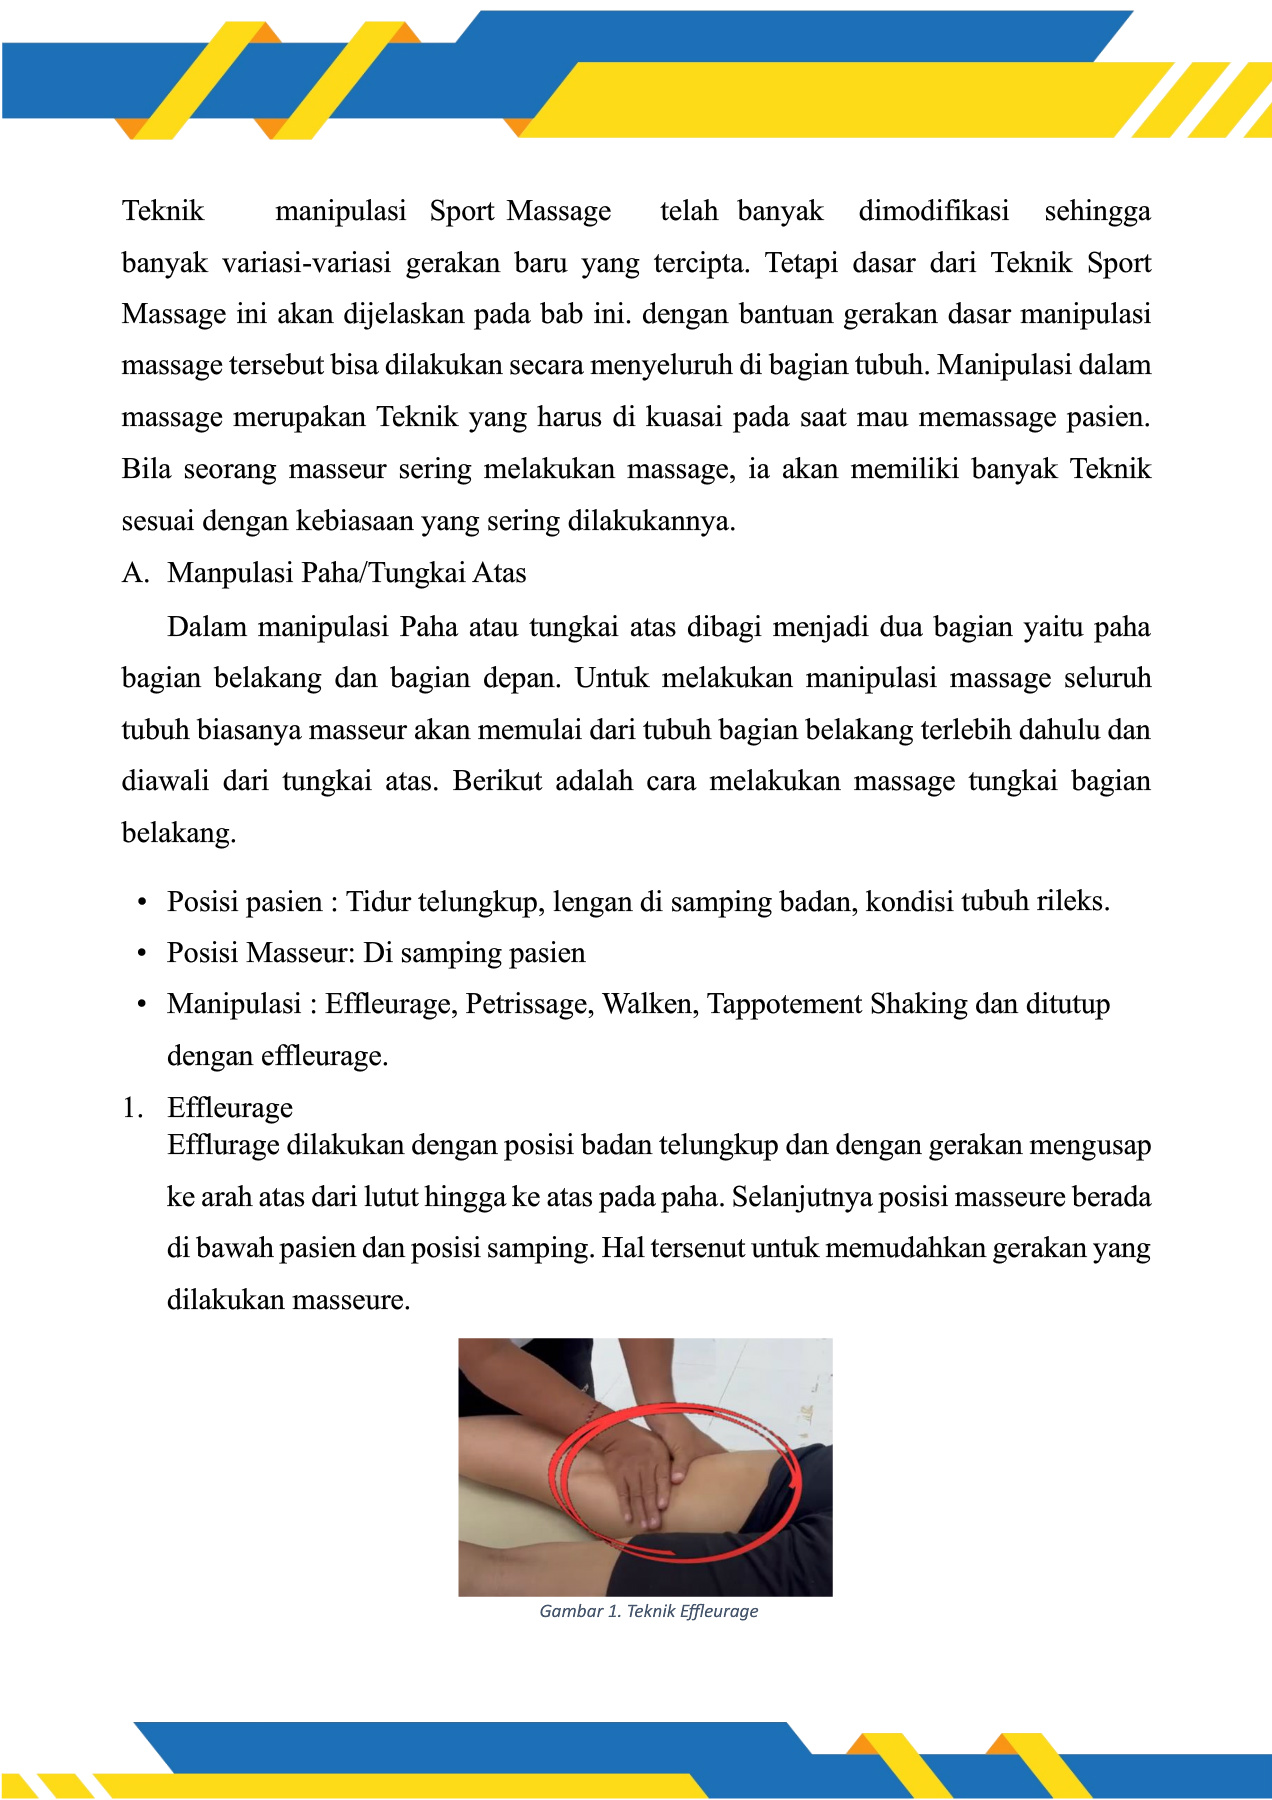 Teknik manipulasi Sport Massage telah banyak dimodifikasi sehingga
banyak variasi-variasi gerakan baru yang tercipta. Tetapi dasar dari Teknik Sport
Massage ini akan dijelaskan pada bab ini. dengan bantuan gerakan dasar manipulasi
massage tersebut bisa dilakukan secara menyeluruh di bagian tubuh. Manipulasi dalam
massage merupakan Teknik yang harus di kuasai pada saat mau memassage pasien.
Bila seorang masseur sering melakukan massage, ia akan memiliki banyak Teknik
sesuai dengan kebiasaan yang sering dilakukannya.
A. Manpulasi Paha/Tungkai Atas
Dalam manipulasi Paha atau tungkai atas dibagi menjadi dua bagian yaitu paha
bagian belakang dan bagian depan. Untuk melakukan manipulasi massage seluruh
tubuh biasanya masseur akan memulai dari tubuh bagian belakang terlebih dahulu dan
diawali dari tungkai atas. Berikut adalah cara melakukan massage tungkai bagian
belakang.
• Posisi pasien : Tidur telungkup, lengan di samping badan, kondisi tubuh rileks.
• Posisi Masseur: Di samping pasien
• Manipulasi : Effleurage, Petrissage, Walken, Tappotement Shaking dan ditutup
dengan effleurage.
1. Effleurage
Efflurage dilakukan dengan posisi badan telungkup dan dengan gerakan mengusap
ke arah atas dari lutut hingga ke atas pada paha. Selanjutnya posisi masseure berada
di bawah pasien dan posisi samping. Hal tersenut untuk memudahkan gerakan yang
dilakukan masseure.
Gambar 1. Teknik Effleurage